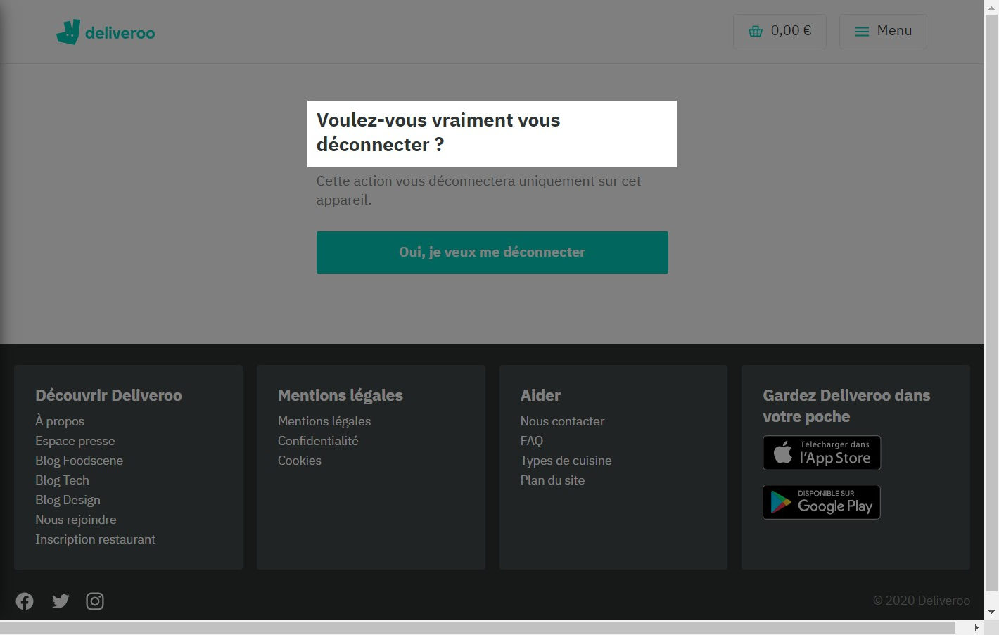 deliveroo
0,00 €
Menu
Voulez-vous vraiment vous
déconnecter ?
Cette action vous déconnectera uniquement sur cet
appareil.
Oui, je veux me déconnecter
Découvrir Deliveroo
À propos
Espace presse
Blog Foodscene
Blog Tech
Blog Design
Nous rejoindre
Inscription restaurant
Mentions légales
Mentions légales
Confidentialité
Cookies
Aider
Nous contacter
FAQ
Types de cuisine
Plan du site
Gardez Deliveroo dans
votre poche
Télécharger dans
l'App Store
DISPONIBLE SUR
Google Play
© 2020 Deliveroo